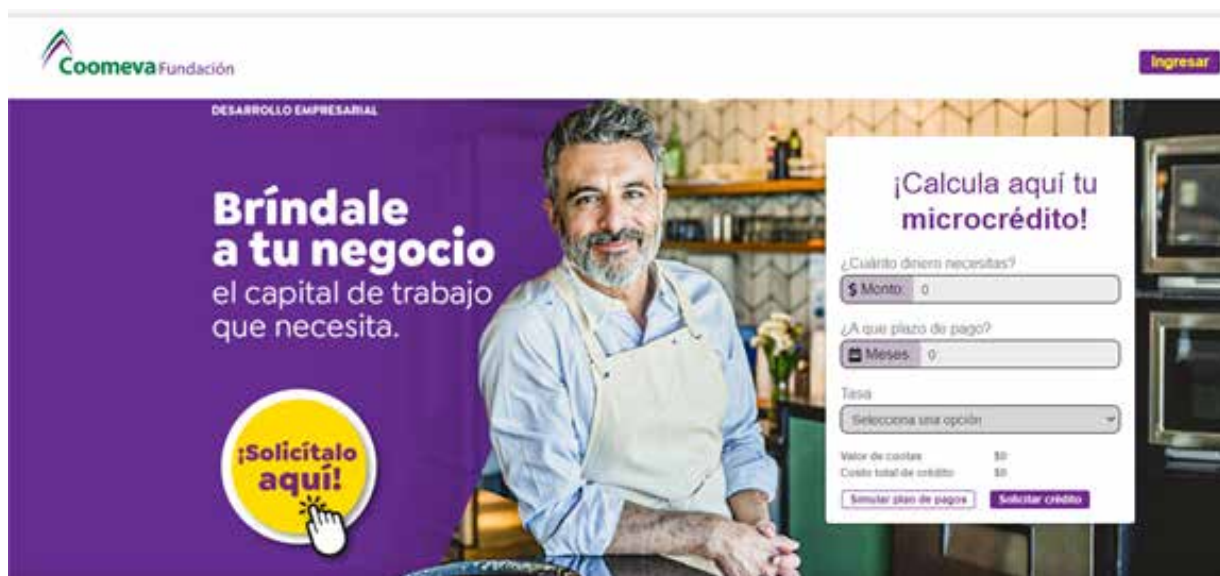 Coomeva Fundación
Ingresar
DESARROLLO EMPRESARIAL
Bríndale
a tu negocio
el capital de trabajo
que necesita.
¡Solicítalo
aquí!
¡Calcula aquí tu
microcrédito!
¿Cuánto dinero necesitas?
$ Monto: 0
¿A que plazo de pago?
Meses: 0
Tasa
Selecciona una opción
Valor de cuotas $0
Costo total de crédito $0
Simular plan de pagos Solicitar crédito